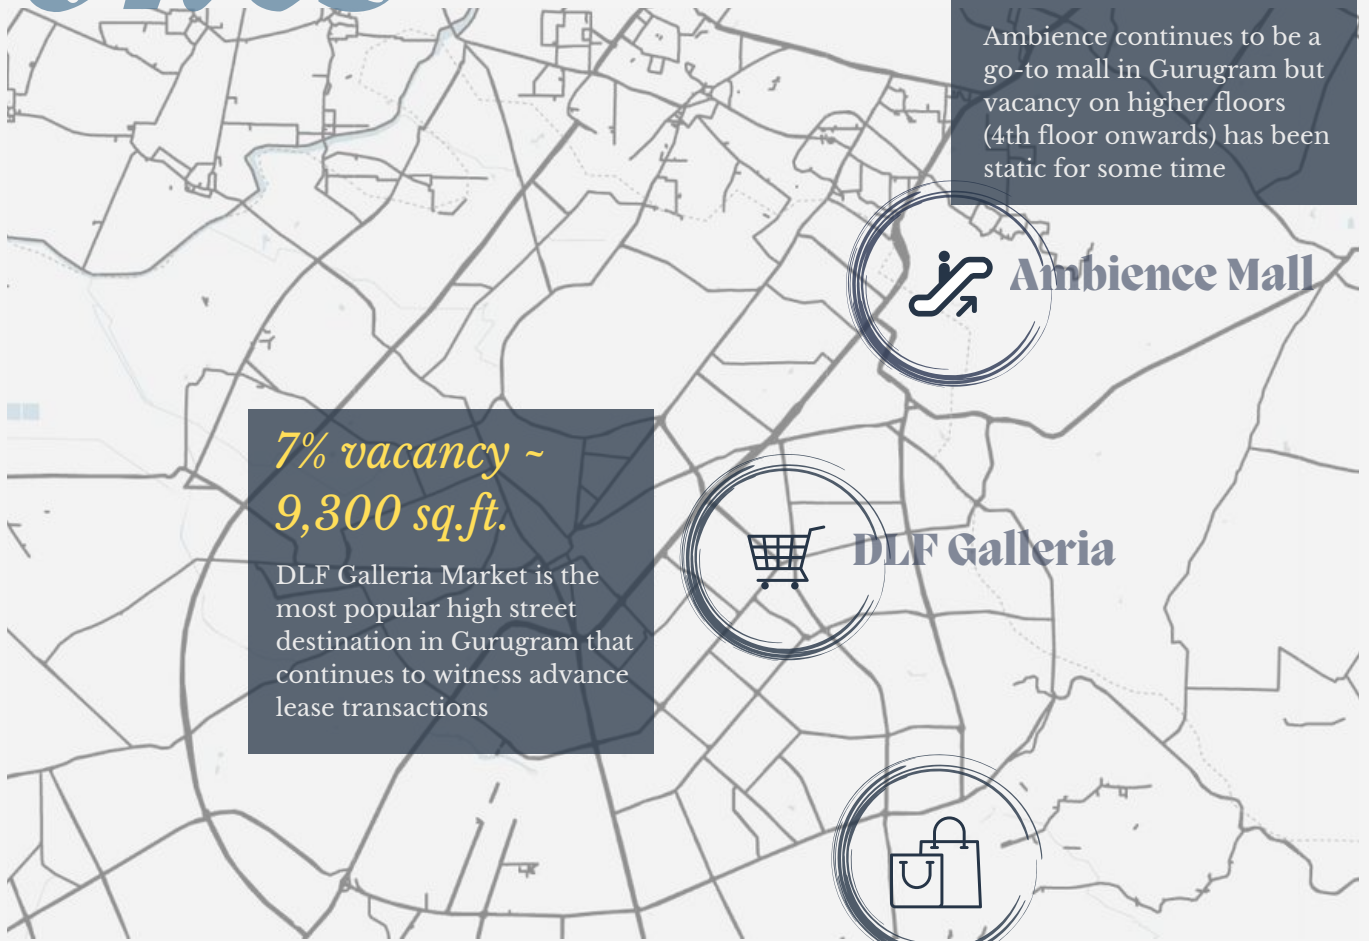 Ambience continues to be a
go-to mall in Gurugram but
vacancy on higher floors
(4th floor onwards) has been
static for some time
Ambience Mall
7% vacancy ~
9,300 sq.ft.
DLF Galleria Market is the
most popular high street
destination in Gurugram that
continues to witness advance
lease transactions
DLF Galleria